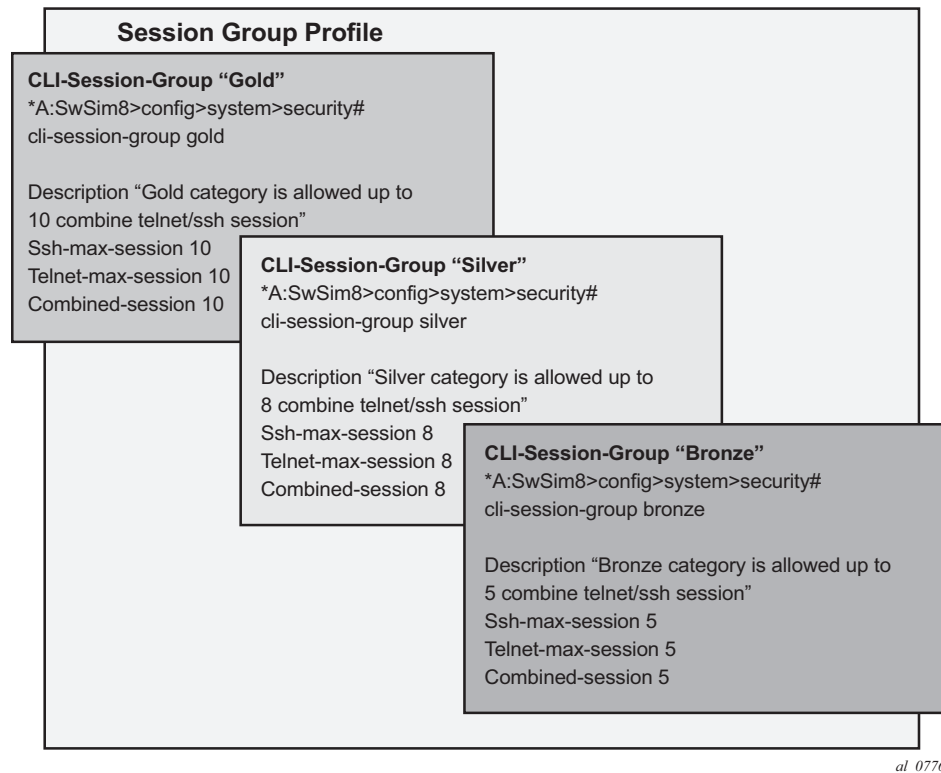 Session Group Profile
CLI-Session-Group “Gold”
*A:SwSim8>config>system>security#
cli-session-group gold
Description “Gold category is allowed up to
10 combine telnet/ssh session”
Ssh-max-session 10
Telnet-max-session 10
Combined-session 10
CLI-Session-Group “Silver”
*A:SwSim8>config>system>security#
cli-session-group silver
Description “Silver category is allowed up to
8 combine telnet/ssh session”
Ssh-max-session 8
Telnet-max-session 8
Combined-session 8
CLI-Session-Group “Bronze”
*A:SwSim8>config>system>security#
cli-session-group bronze
Description “Bronze category is allowed up to
5 combine telnet/ssh session”
Ssh-max-session 5
Telnet-max-session 5
Combined-session 5
al_0776